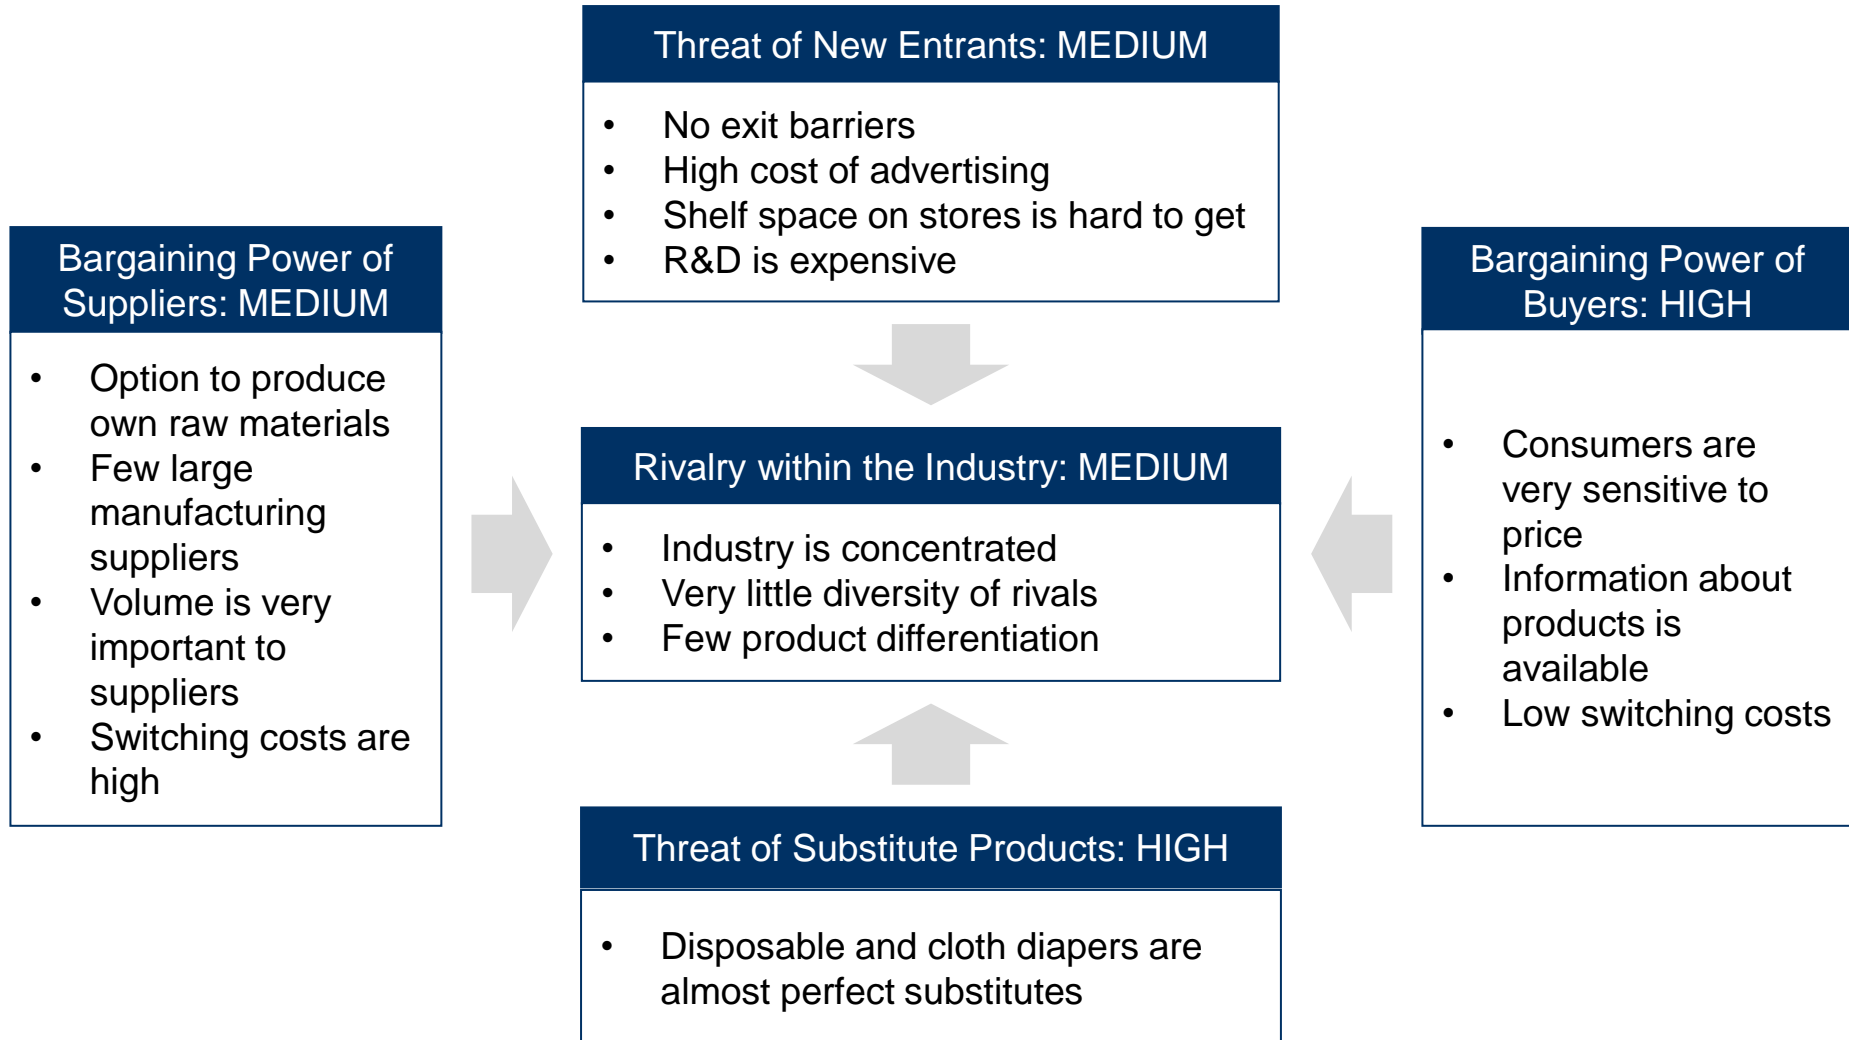 Threat of New Entrants: MEDIUM
• No exit barriers
• High cost of advertising
• Shelf space on stores is hard to get
• R&D is expensive
Bargaining Power of
Suppliers: MEDIUM
• Option to produce
own raw materials
• Few large
manufacturing
suppliers
• Volume is very
important to
suppliers
• Switching costs are
high
Rivalry within the Industry: MEDIUM
• Industry is concentrated
• Very little diversity of rivals
• Few product differentiation
Bargaining Power of
Buyers: HIGH
• Consumers are
very sensitive to
price
• Information about
products is
available
• Low switching costs
Threat of Substitute Products: HIGH
• Disposable and cloth diapers are
almost perfect substitutes